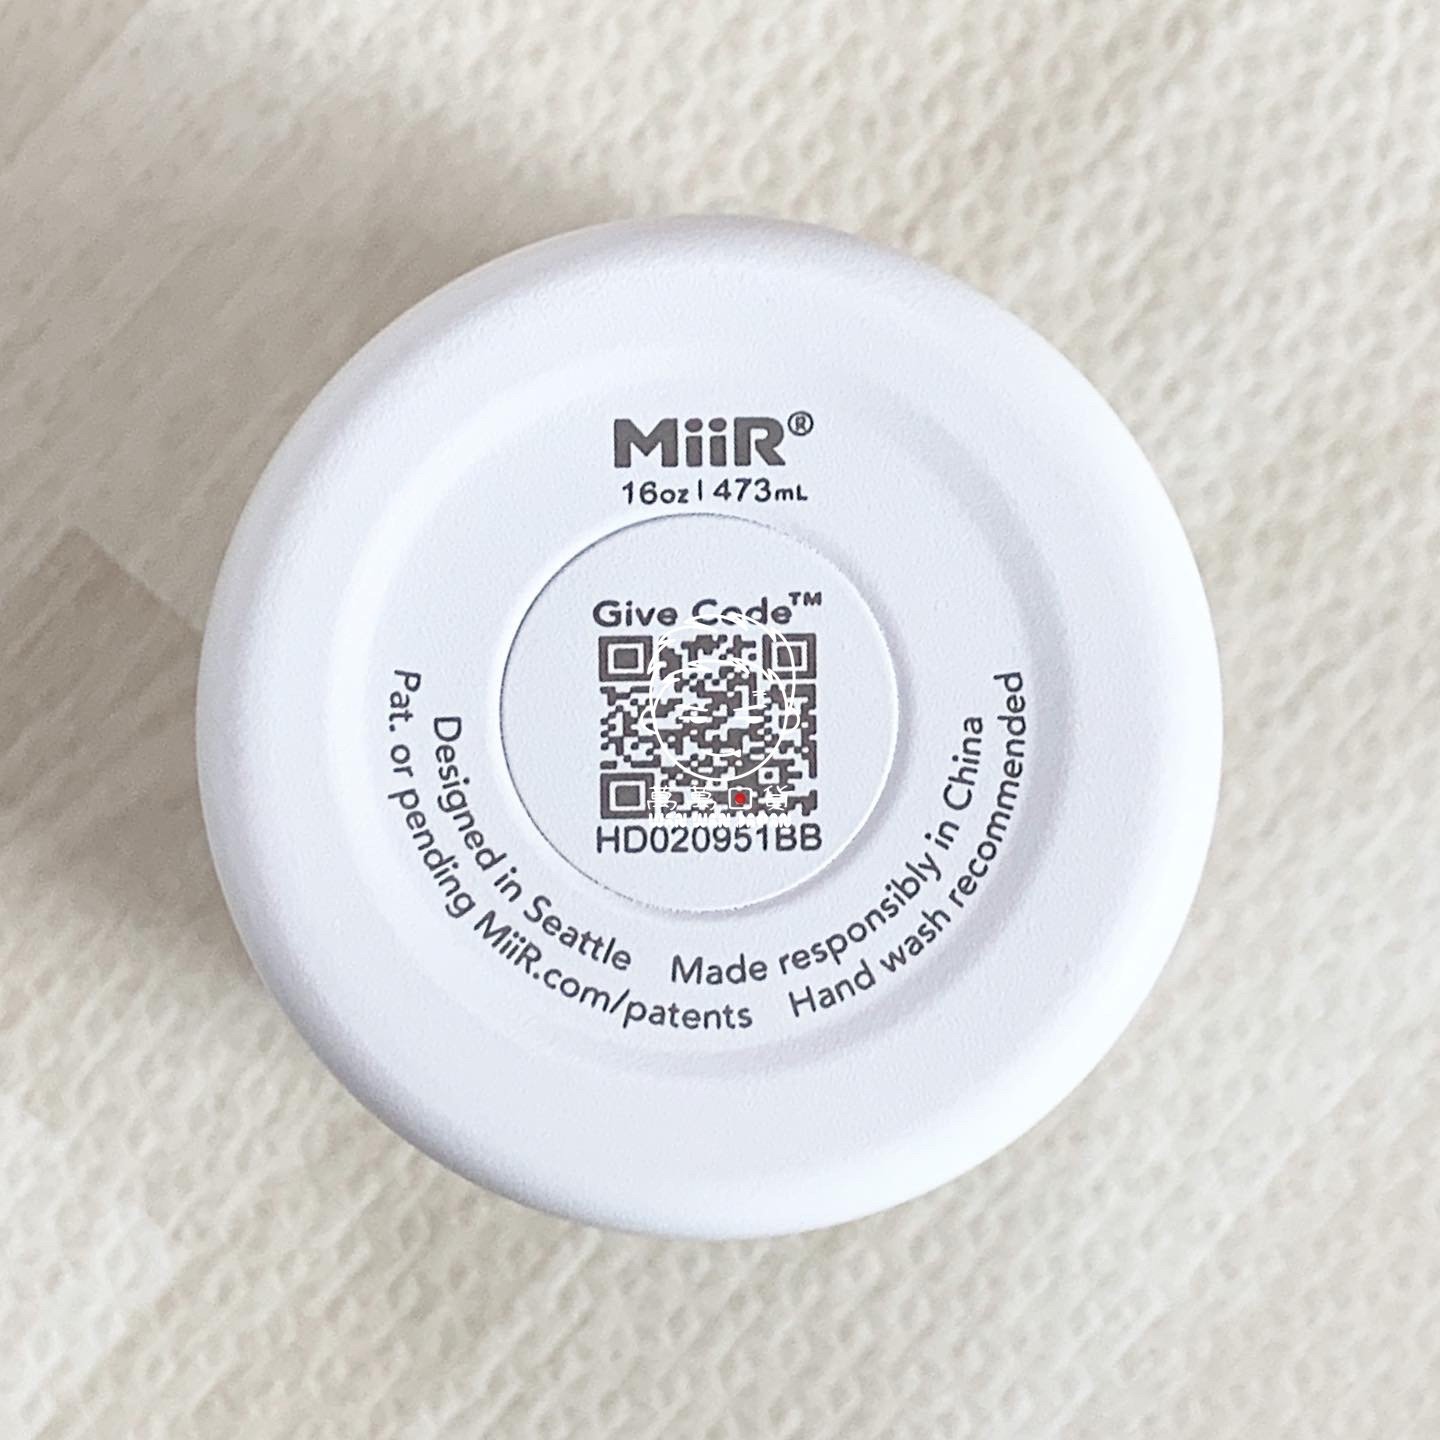 MiiR®
16oz | 473mL
Give Code™
HD020951BB
Designed in Seattle
Pat. or pending MiiR.com/patents
Made responsibly in China
Hand wash recommended